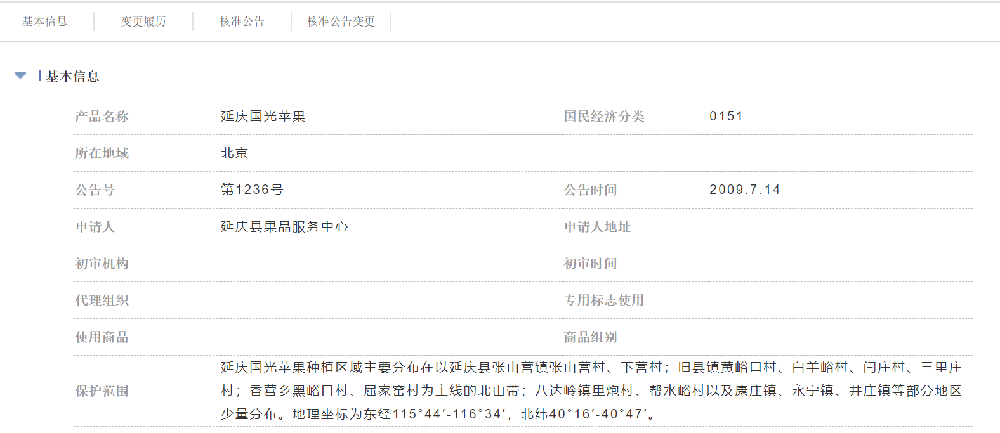 基本信息 变更履历 核准公告 核准公告变更
基本信息
产品名称 延庆国光苹果 国民经济分类 0151
所在地域 北京
公告号 第1236号 公告时间 2009.7.14
申请人 延庆县果品服务中心 申请人地址
初审机构 初审时间
代理组织 专用标志使用
使用商品 商品组别
保护范围
延庆国光苹果种植区域主要分布在以延庆县张山营镇张山营村、下营村；旧县镇黄峪口村、白羊峪村、闫庄村、三里庄
村；香营乡黑峪口村、屈家窑村为主线的北山带；八达岭镇里炮村、帮水峪村以及康庄镇、永宁镇、井庄镇等部分地区
少量分布。地理坐标为东经115°44′-116°34′，北纬40°16′-40°47′。